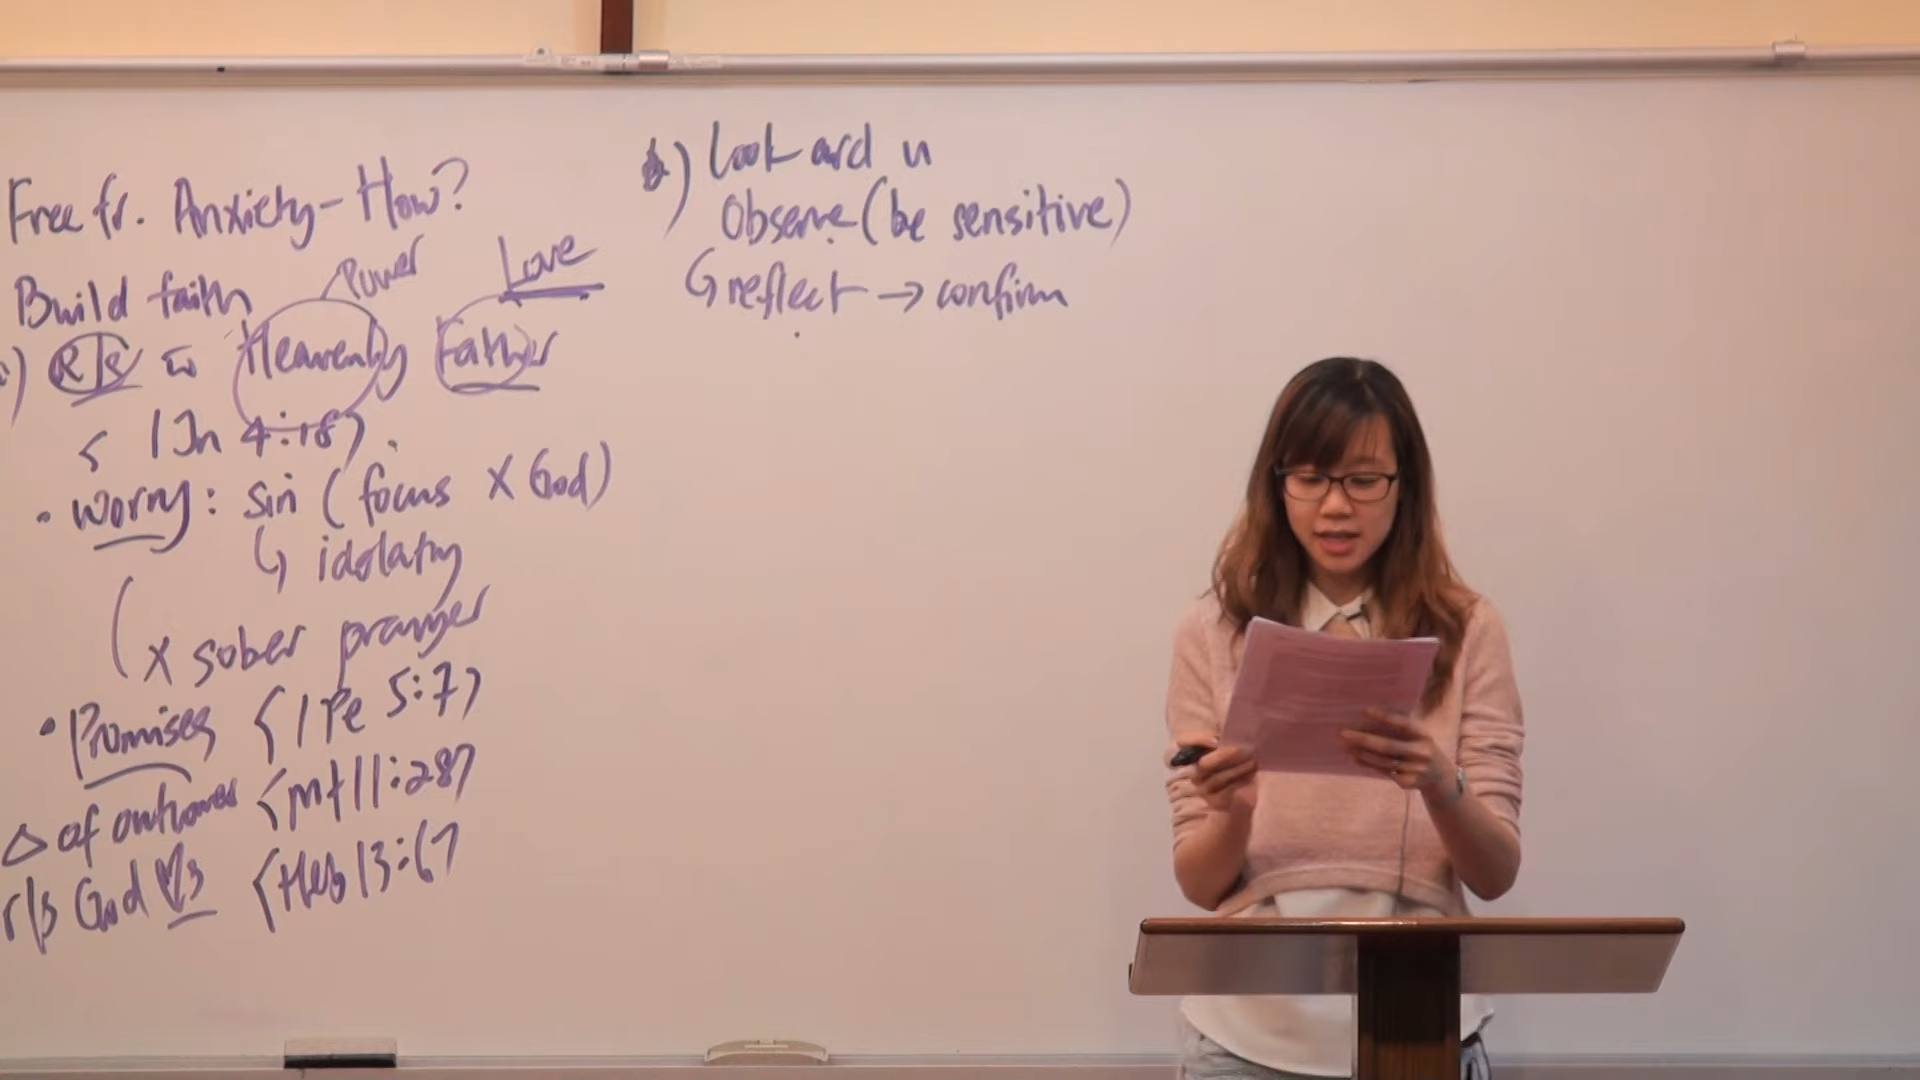 Free fr. Anxiety - How?
Build faith
Power
Love
a) R/S w Heavenly Father
< 1 Jn 4:18>
• Worry: sin (focus X God)
↳ idolatry
(x sober prayer
• Promises <1 Pe 5:7>
Δ of outcomes <Mt 11:28>
r/s God ♡s <Heb 13:6>
b) Look ard u
Observe (be sensitive)
↳ reflect → confirm